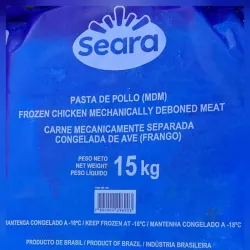 Seara
PASTA DE POLLO (MDM)
FROZEN CHICKEN MECHANICALLY DEBONED MEAT
CARNE MECANICAMENTE SEPARADA
CONGELADA DE AVE (FRANGO)
PESO NETO
NET WEIGHT
PESO LÍQUIDO
15 kg
MANTENDA CONGELADO A -18°C / KEEP FROZEN AT -18°C / MANTENHA CONGELADO A -18°C
PRODUCTO DE BRASIL / PRODUCT OF BRAZIL / INDÚSTRIA BRASILEIRA